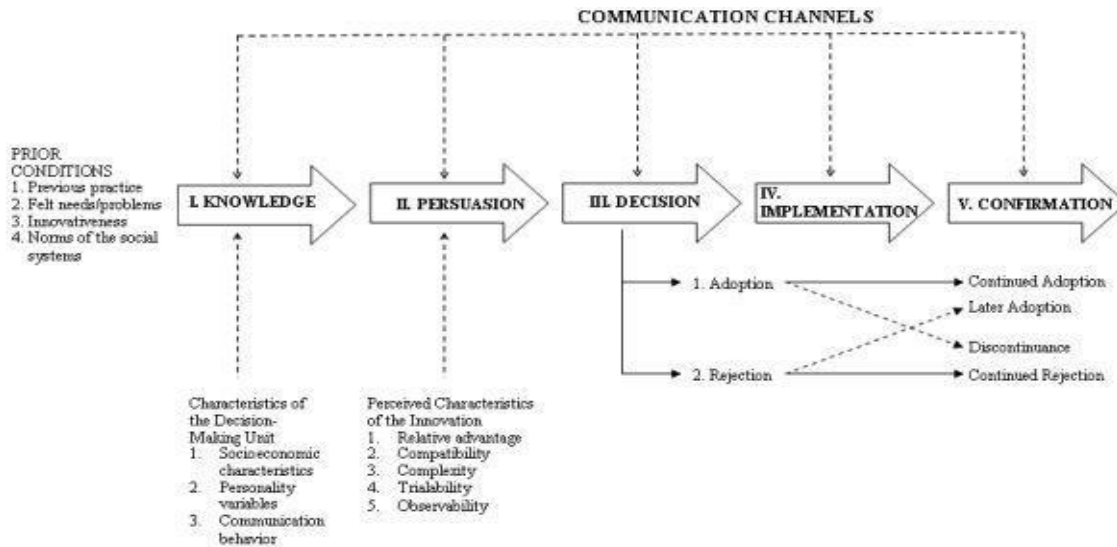 COMMUNICATION CHANNELS
PRIOR
CONDITIONS
1. Previous practice
2. Felt needs/problems
3. Innovativeness
4. Norms of the social
systems
I. KNOWLEDGE
II. PERSUASION
III. DECISION
IV.
IMPLEMENTATION
V. CONFIRMATION
1. Adoption
2. Rejection
Continued Adoption
Later Adoption
Discontinuance
Continued Rejection
Characteristics of
the Decision-
Making Unit
1. Socioeconomic
characteristics
2. Personality
variables
3. Communication
behavior
Perceived Characteristics
of the Innovation
1. Relative advantage
2. Compatibility
3. Complexity
4. Trialability
5. Observability